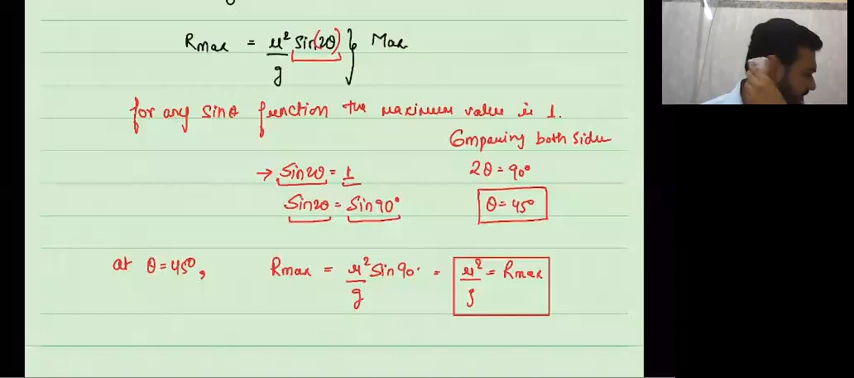 Rmax = u² sin(2θ) } Max
g
for any sinθ function the maximum value is 1.
Comparing both sides
→ sin2θ = 1
2θ = 90°
sin2θ = sin90°
θ = 45°
at θ = 45°, Rmax = u² sin90° = u² = Rmax
g g